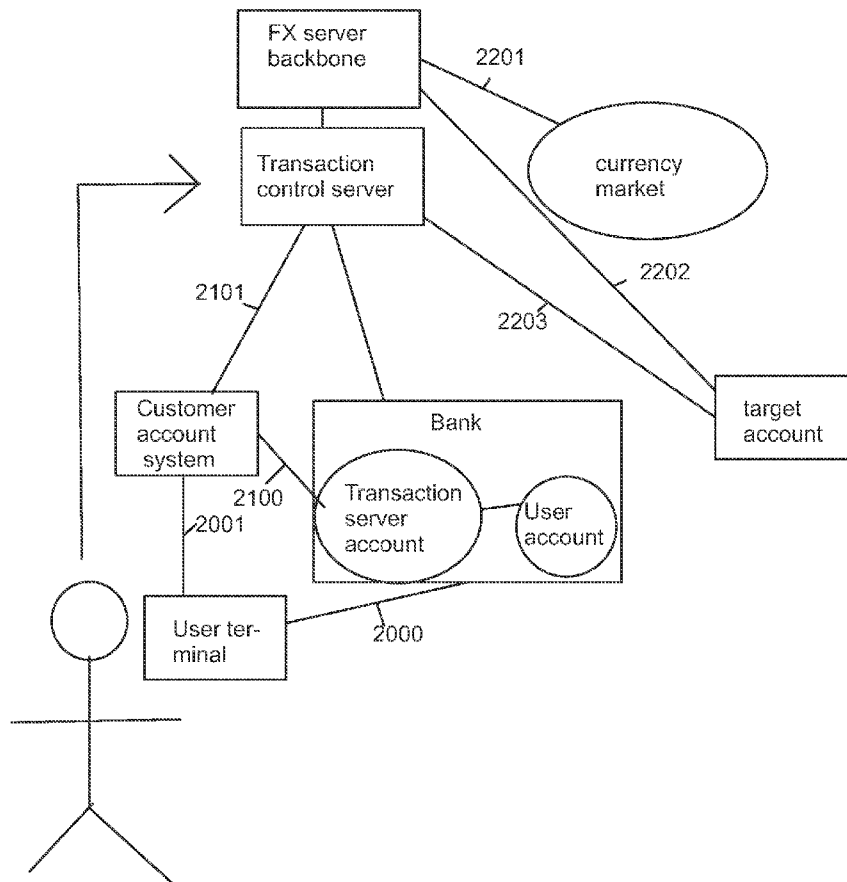 FX server
backbone
2201
Transaction
control server
currency
market
2202
2101
2203
Customer
account
system
Bank
target
account
2100
Transaction
server
account
User
account
2001
User ter-
minal
2000